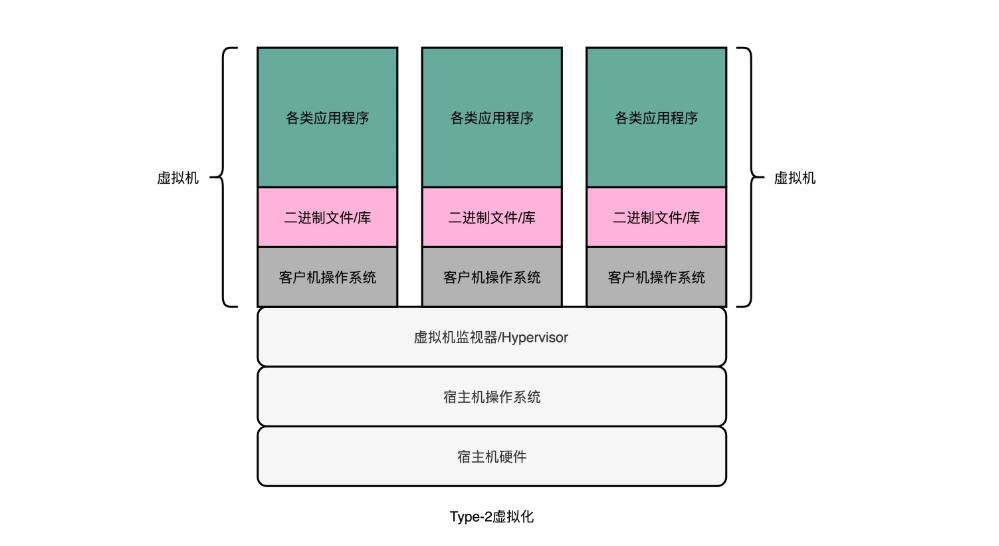 各类应用程序
各类应用程序
各类应用程序
虚拟机
虚拟机
二进制文件/库
二进制文件/库
二进制文件/库
客户机操作系统
客户机操作系统
客户机操作系统
虚拟机监视器/Hypervisor
宿主机操作系统
宿主机硬件
Type-2虚拟化